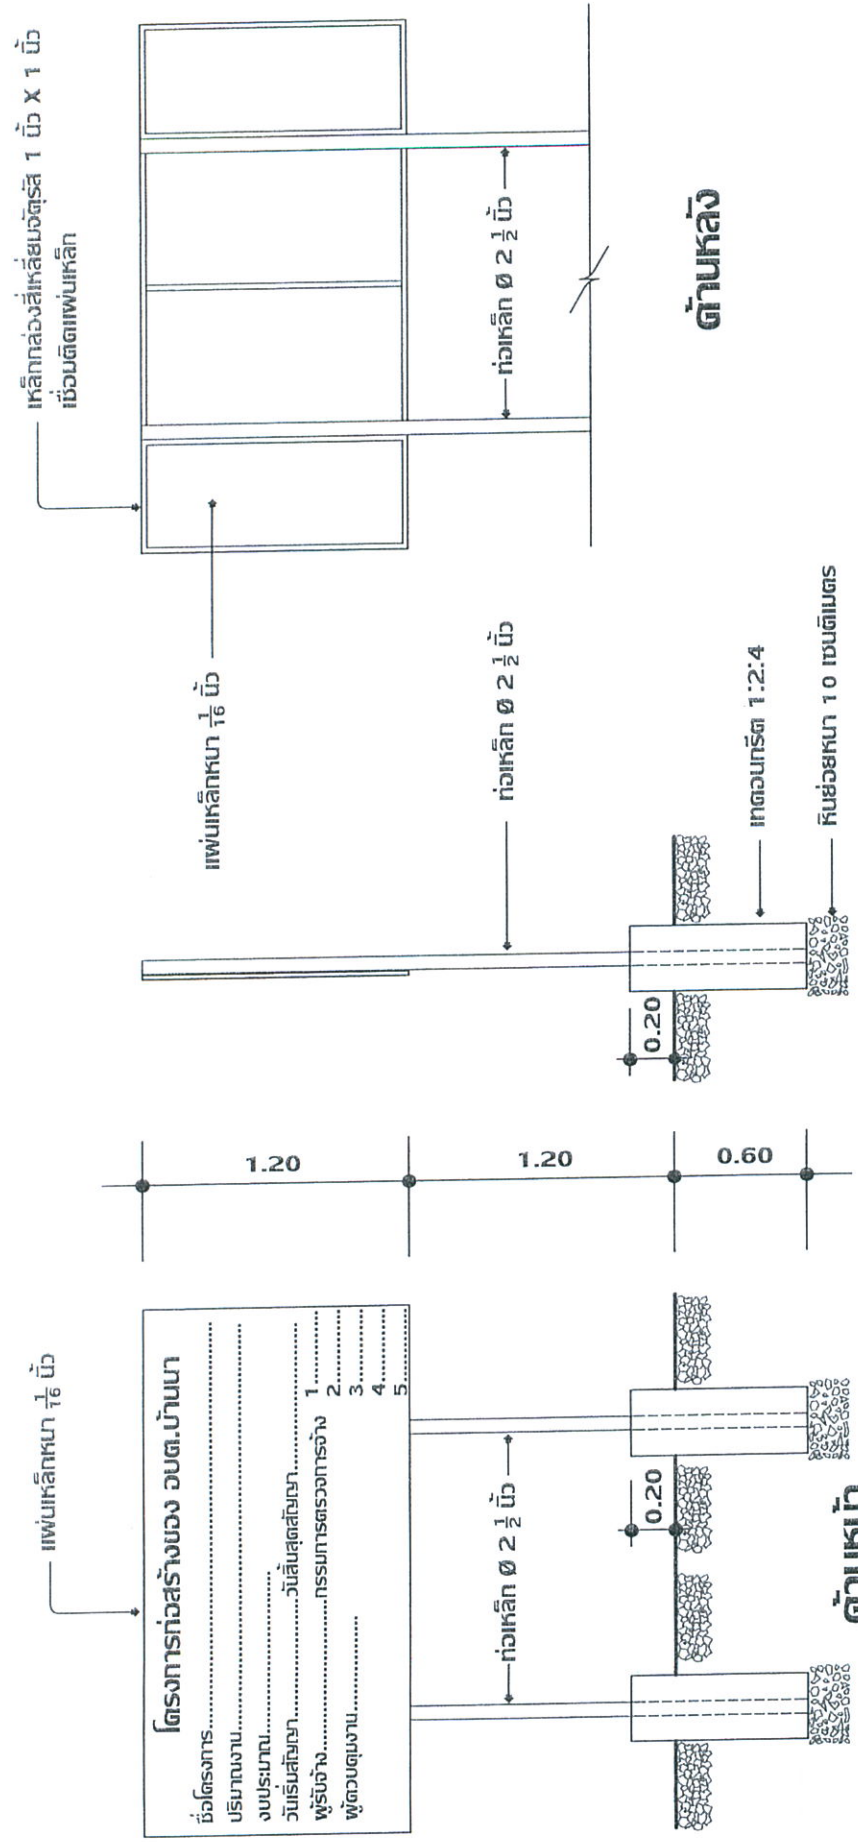 แผ่นเหล็กหนา 1/16 นิ้ว
โครงการก่อสร้างของ อบต.บ้านนา
ชื่อโครงการ................................................
ปริมาณงาน................................................
งบประมาณ.....................
วันเริ่มสัญญา.....................วันสิ้นสุดสัญญา.....................
ผู้รับจ้าง.....................กรรมการตรวจการจ้าง 1...............
2...............
3...............
4...............
ผู้ควบคุมงาน.....................
5...............
ท่อเหล็ก Ø 2 1/2 นิ้ว
0.20
ด้านหน้า
1.20
1.20
0.60
ท่อเหล็ก Ø 2 1/2 นิ้ว
0.20
เทคอนกรีต 1:2:4
หินย่อยหนา 10 เซนติเมตร
เหล็กกล่องสี่เหลี่ยมจัตุรัส 1 นิ้ว X 1 นิ้ว
เชื่อมติดแผ่นเหล็ก
แผ่นเหล็กหนา 1/16 นิ้ว
ท่อเหล็ก Ø 2 1/2 นิ้ว
ด้านหลัง